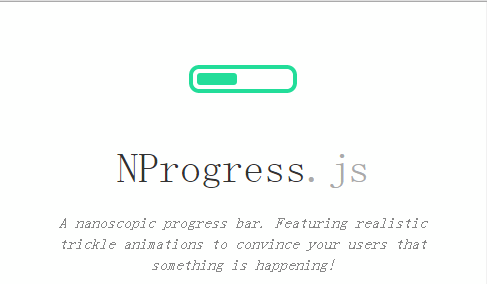 NProgress.js
A nanoscopic progress bar. Featuring realistic
trickle animations to convince your users that
something is happening!